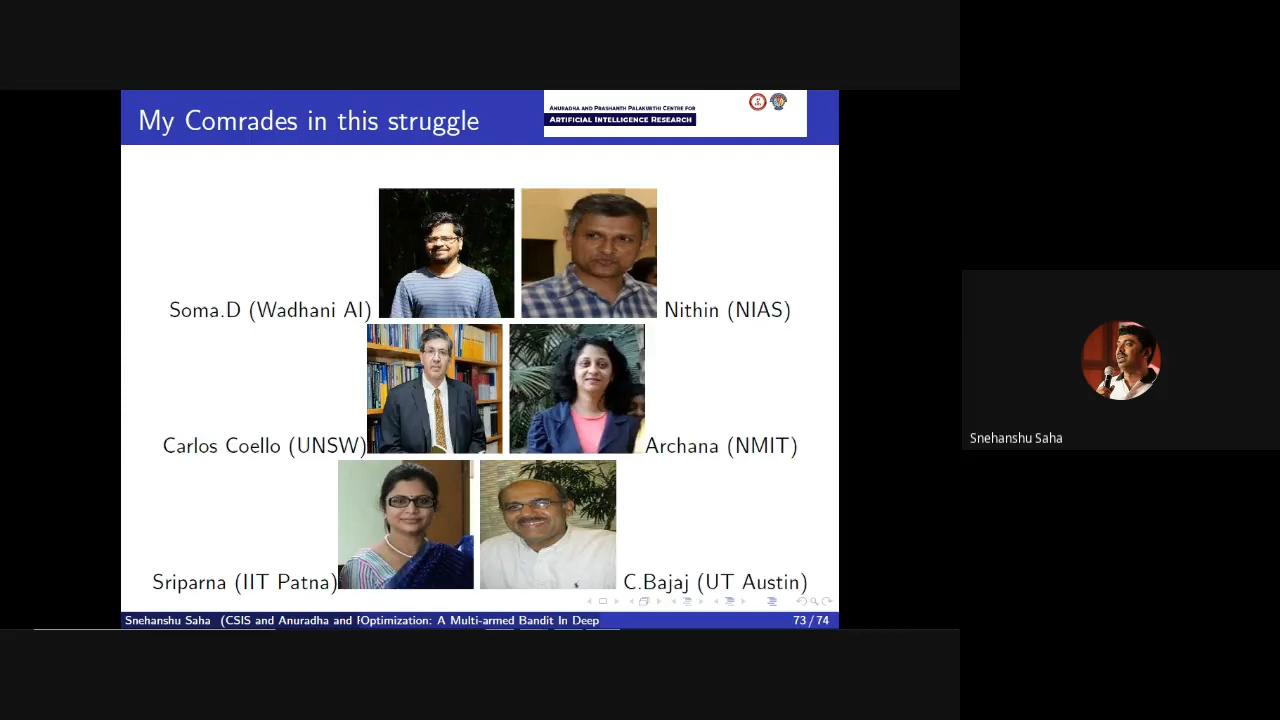 My Comrades in this struggle
ANURADHA AND PRASHANTH PALAKURTHI CENTRE FOR
ARTIFICIAL INTELLIGENCE RESEARCH
Soma.D (Wadhani AI)
Nithin (NIAS)
Carlos Coello (UNSW)
Archana (NMIT)
Sriparna (IIT Patna)
C.Bajaj (UT Austin)
Snehanshu Saha (CSIS and Anuradha and Optimization: A Multi-armed Bandit In Deep
73 / 74
Snehanshu Saha